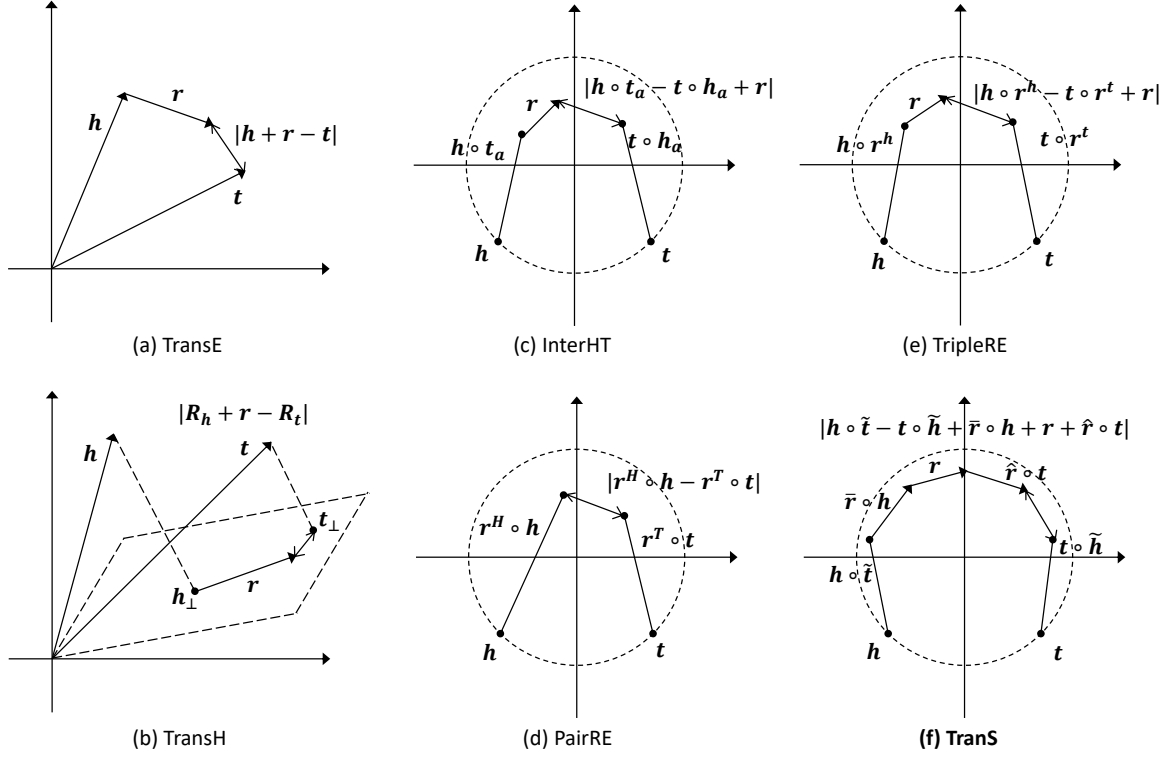 r
h
|h + r − t|
t
(a) TransE
|h ∘ t_a − t ∘ h_a + r|
r
h ∘ t_a
t ∘ h_a
h
t
(c) InterHT
|h ∘ r^h − t ∘ r^t + r|
r
h ∘ r^h
t ∘ r^t
h
t
(e) TripleRE
|R_h + r − R_t|
h
t
t_⊥
h_⊥
r
(b) TransH
|r^H ∘ h − r^T ∘ t|
r^H ∘ h
r^T ∘ t
h
t
(d) PairRE
|h ∘ t̃ − t ∘ h̃ + r̄ ∘ h + r + r̂ ∘ t|
r
r̂ ∘ t
r̄ ∘ h
t ∘ h̃
h ∘ t̃
h
t
(f) TranS